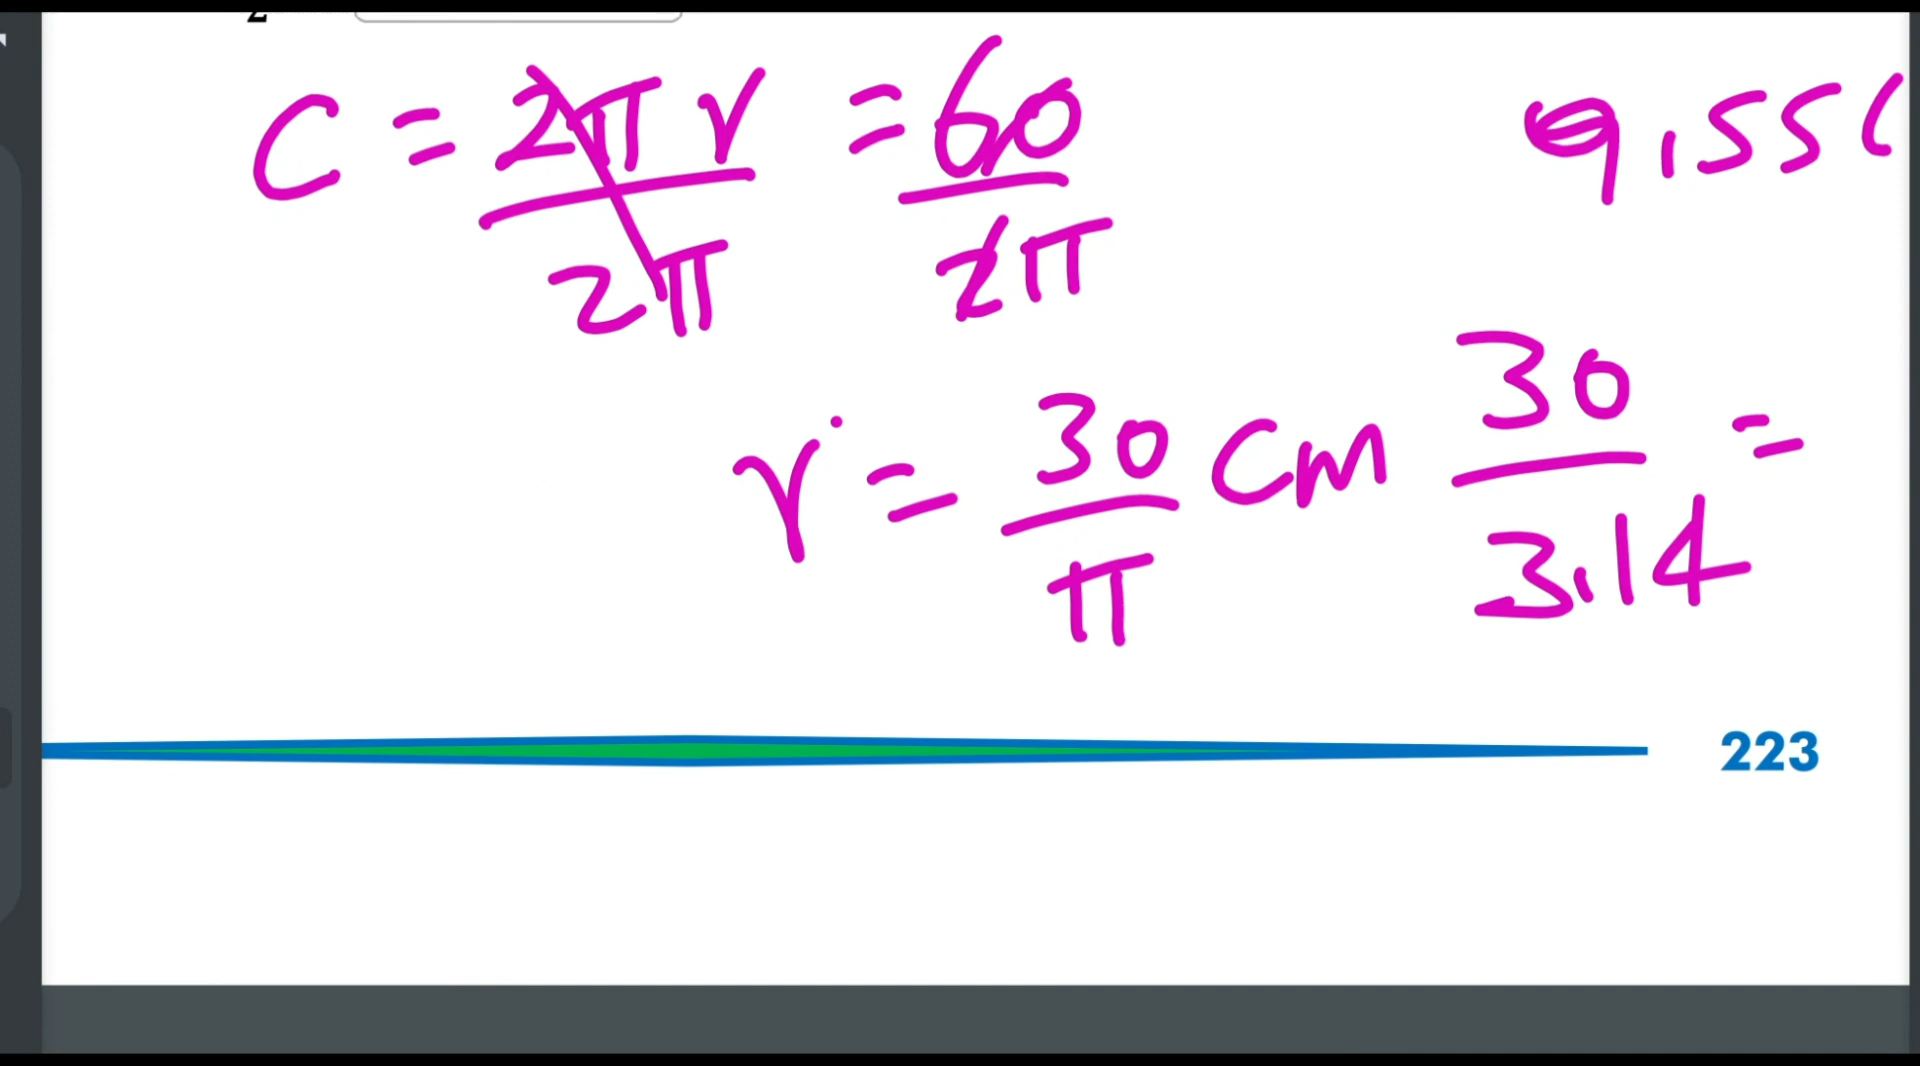 C = 2πr = 60 9.55(
2π 2π
r = 30 cm 30 =
π 3.14
223